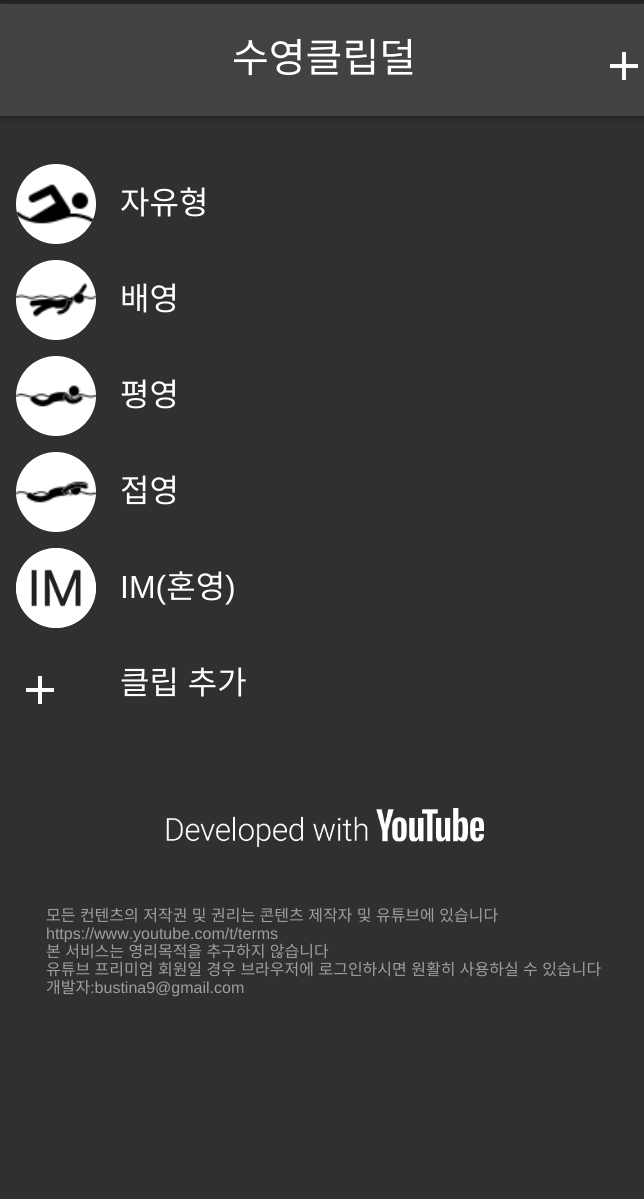 수영클립덜
자유형
배영
평영
접영
IM
IM(혼영)
클립 추가
Developed with YouTube
모든 컨텐츠의 저작권 및 권리는 콘텐츠 제작자 및 유튜브에 있습니다
https://www.youtube.com/t/terms
본 서비스는 영리목적을 추구하지 않습니다
유튜브 프리미엄 회원일 경우 브라우저에 로그인하시면 원활히 사용하실 수 있습니다
개발자:bustina9@gmail.com